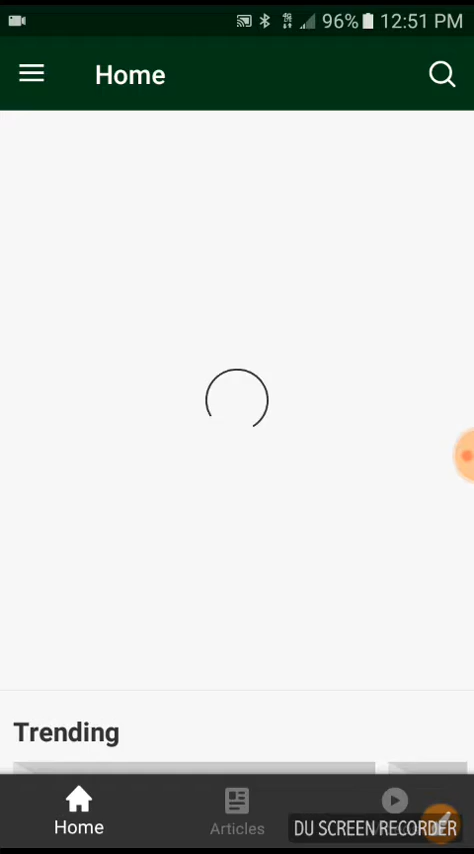 96% 12:51 PM
Home
Trending
Home
Articles
DU SCREEN RECORDER